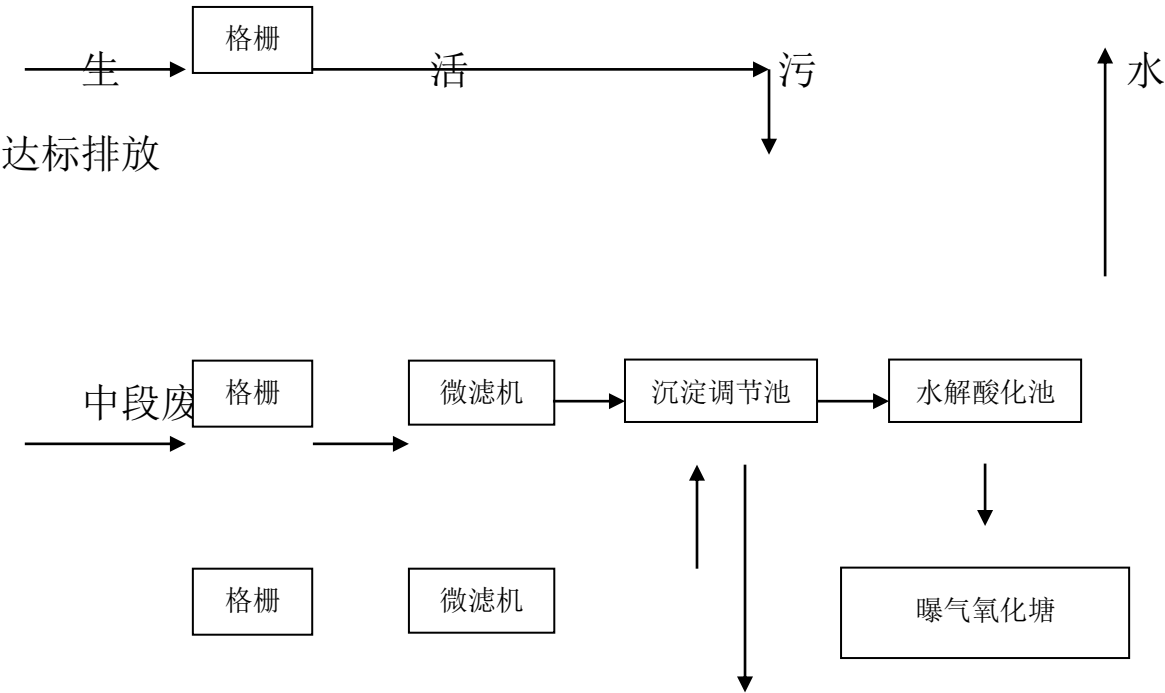 格栅
生 活 污 水
达标排放
中段废
格栅
微滤机
沉淀调节池
水解酸化池
格栅
微滤机
曝气氧化塘